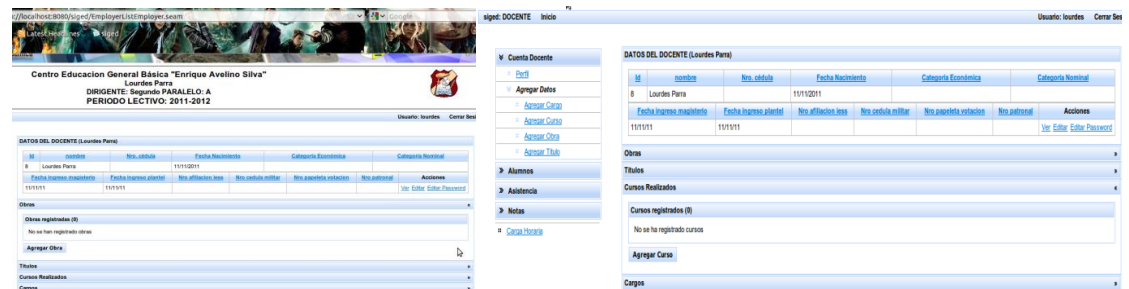 ://localhost:8080/siged/EmployerListEmployer.seam
Google
Latest Headlines
siged
Centro Educacion General Básica "Enrique Avelino Silva"
Lourdes Parra
DIRIGENTE: Segundo PARALELO: A
PERIODO LECTIVO: 2011-2012
Usuario: lourdes Cerrar Sesi
DATOS DEL DOCENTE (Lourdes Parra)
Id nombre Nro. cédula Fecha Nacimiento Categoria Económica Categoria Nominal
8 Lourdes Parra 11/11/2011
Fecha ingreso magisterio Fecha ingreso plantel Nro afiliacion iess Nro cedula militar Nro papeleta votacion Nro patronal Acciones
11/11/11 11/11/11 Ver Editar Editar Password
Obras
Obras registradas (0)
No se han registrado obras
Agregar Obra
Titulos
Cursos Realizados
Cargos
siged: DOCENTE Inicio
Usuario: lourdes Cerrar Ses
Cuenta Docente
Perfil
Agregar Datos
Agregar Cargo
Agregar Curso
Agregar Obra
Agregar Titulo
Alumnos
Asistencia
Notas
Carga Horaria
DATOS DEL DOCENTE (Lourdes Parra)
Id nombre Nro. cédula Fecha Nacimiento Categoria Económica Categoria Nominal
8 Lourdes Parra 11/11/2011
Fecha ingreso magisterio Fecha ingreso plantel Nro afiliacion iess Nro cedula militar Nro papeleta votacion Nro patronal Acciones
11/11/11 11/11/11 Ver Editar Editar Password
Obras
Titulos
Cursos Realizados
Cursos registrados (0)
No se ha registrado cursos
Agregar Curso
Cargos